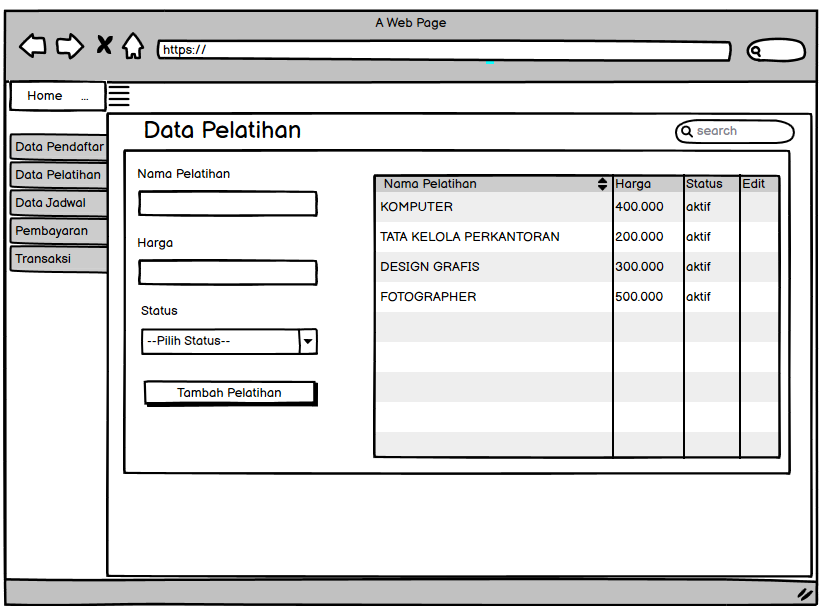 A Web Page
https://
Home ...
Data Pendaftar
Data Pelatihan
Data Jadwal
Pembayaran
Transaksi
Data Pelatihan
search
Nama Pelatihan
Harga
Status
--Pilih Status--
Tambah Pelatihan
Nama Pelatihan Harga Status Edit
KOMPUTER 400.000 aktif
TATA KELOLA PERKANTORAN 200.000 aktif
DESIGN GRAFIS 300.000 aktif
FOTOGRAPHER 500.000 aktif